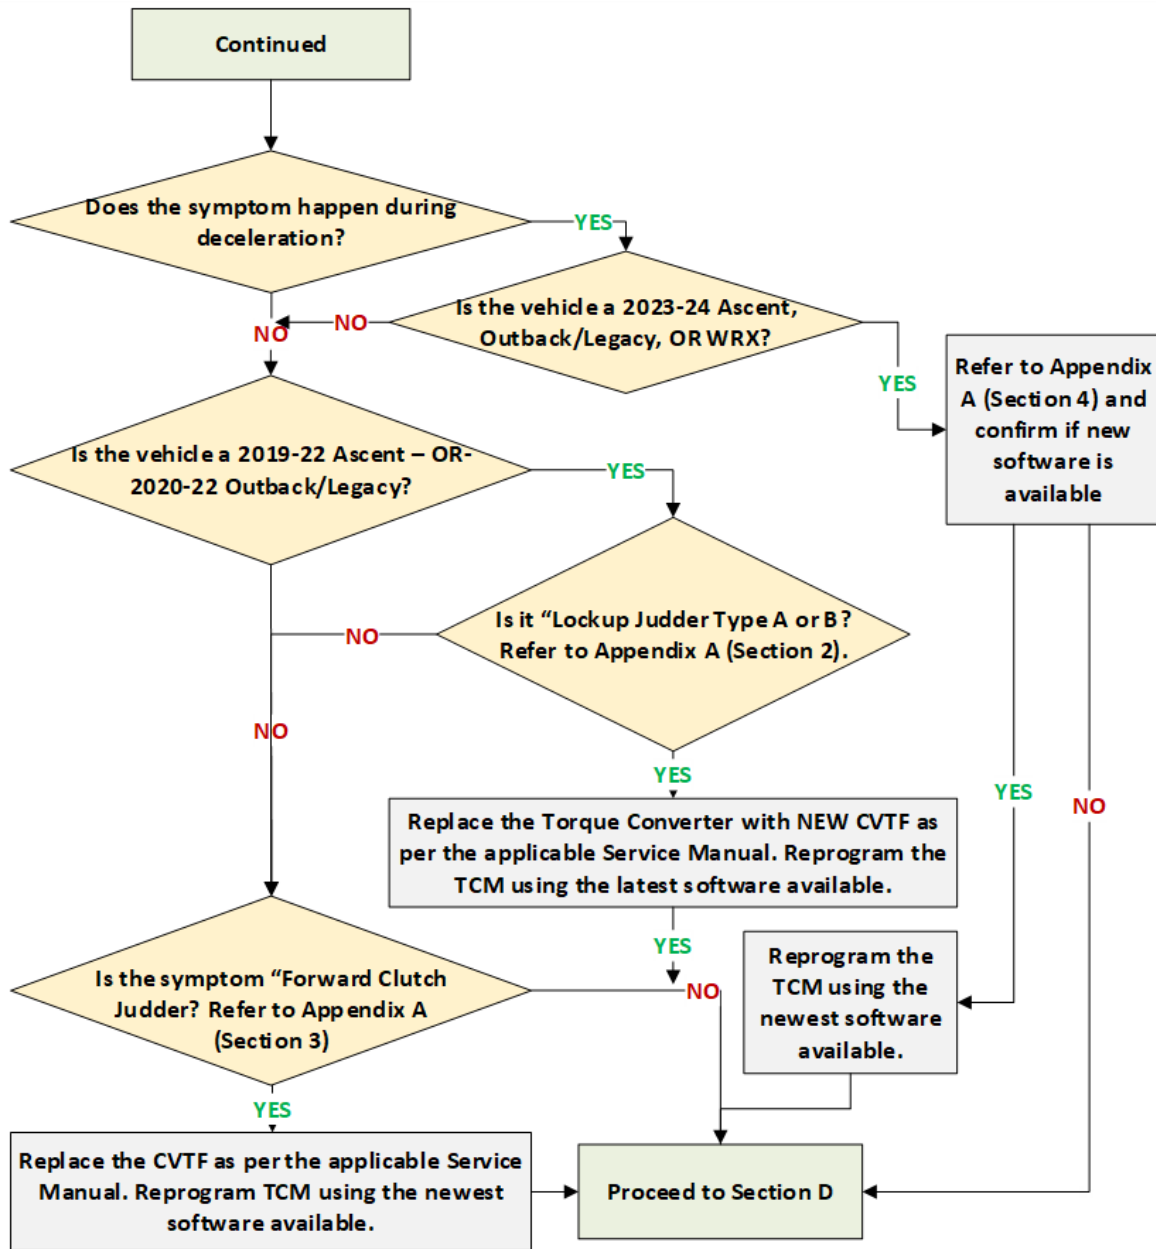 Continued
Does the symptom happen during
deceleration?
YES
Is the vehicle a 2023-24 Ascent,
Outback/Legacy, OR WRX?
NO
NO
YES
Refer to Appendix
A (Section 4) and
confirm if new
software is
available
Is the vehicle a 2019-22 Ascent – OR-
2020-22 Outback/Legacy?
YES
Is it “Lockup Judder Type A or B?
Refer to Appendix A (Section 2).
NO
NO
YES
YES
NO
Replace the Torque Converter with NEW CVTF as
per the applicable Service Manual. Reprogram the
TCM using the latest software available.
YES
Is the symptom “Forward Clutch
Judder? Refer to Appendix A
(Section 3)
NO
Reprogram the
TCM using the
newest software
available.
YES
Replace the CVTF as per the applicable Service
Manual. Reprogram TCM using the newest
software available.
Proceed to Section D